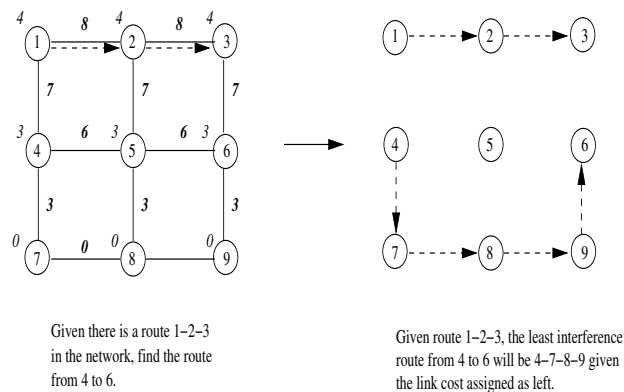 4 8 4 8 4
1 2 3
7 7 7
3 6 3 6 3
4 5 6
3 3 3
0 0 0 0
7 8 9
1 2 3
4 5 6
7 8 9
Given there is a route 1–2–3
in the network, find the route
from 4 to 6.
Given route 1–2–3, the least interference
route from 4 to 6 will be 4–7–8–9 given
the link cost assigned as left.